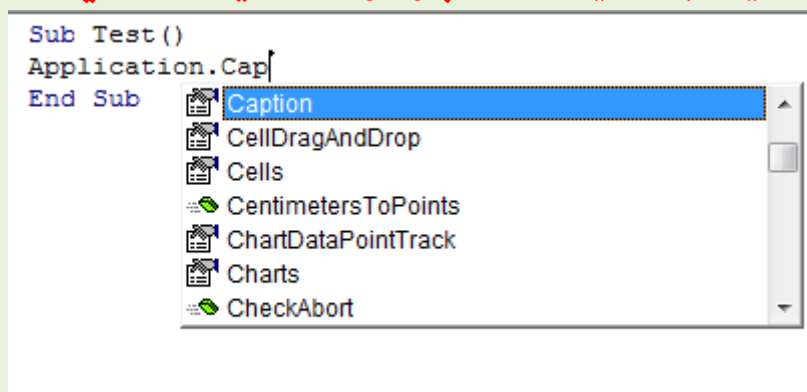 Sub Test()
Application.Cap
End Sub
Caption
CellDragAndDrop
Cells
CentimetersToPoints
ChartDataPointTrack
Charts
CheckAbort